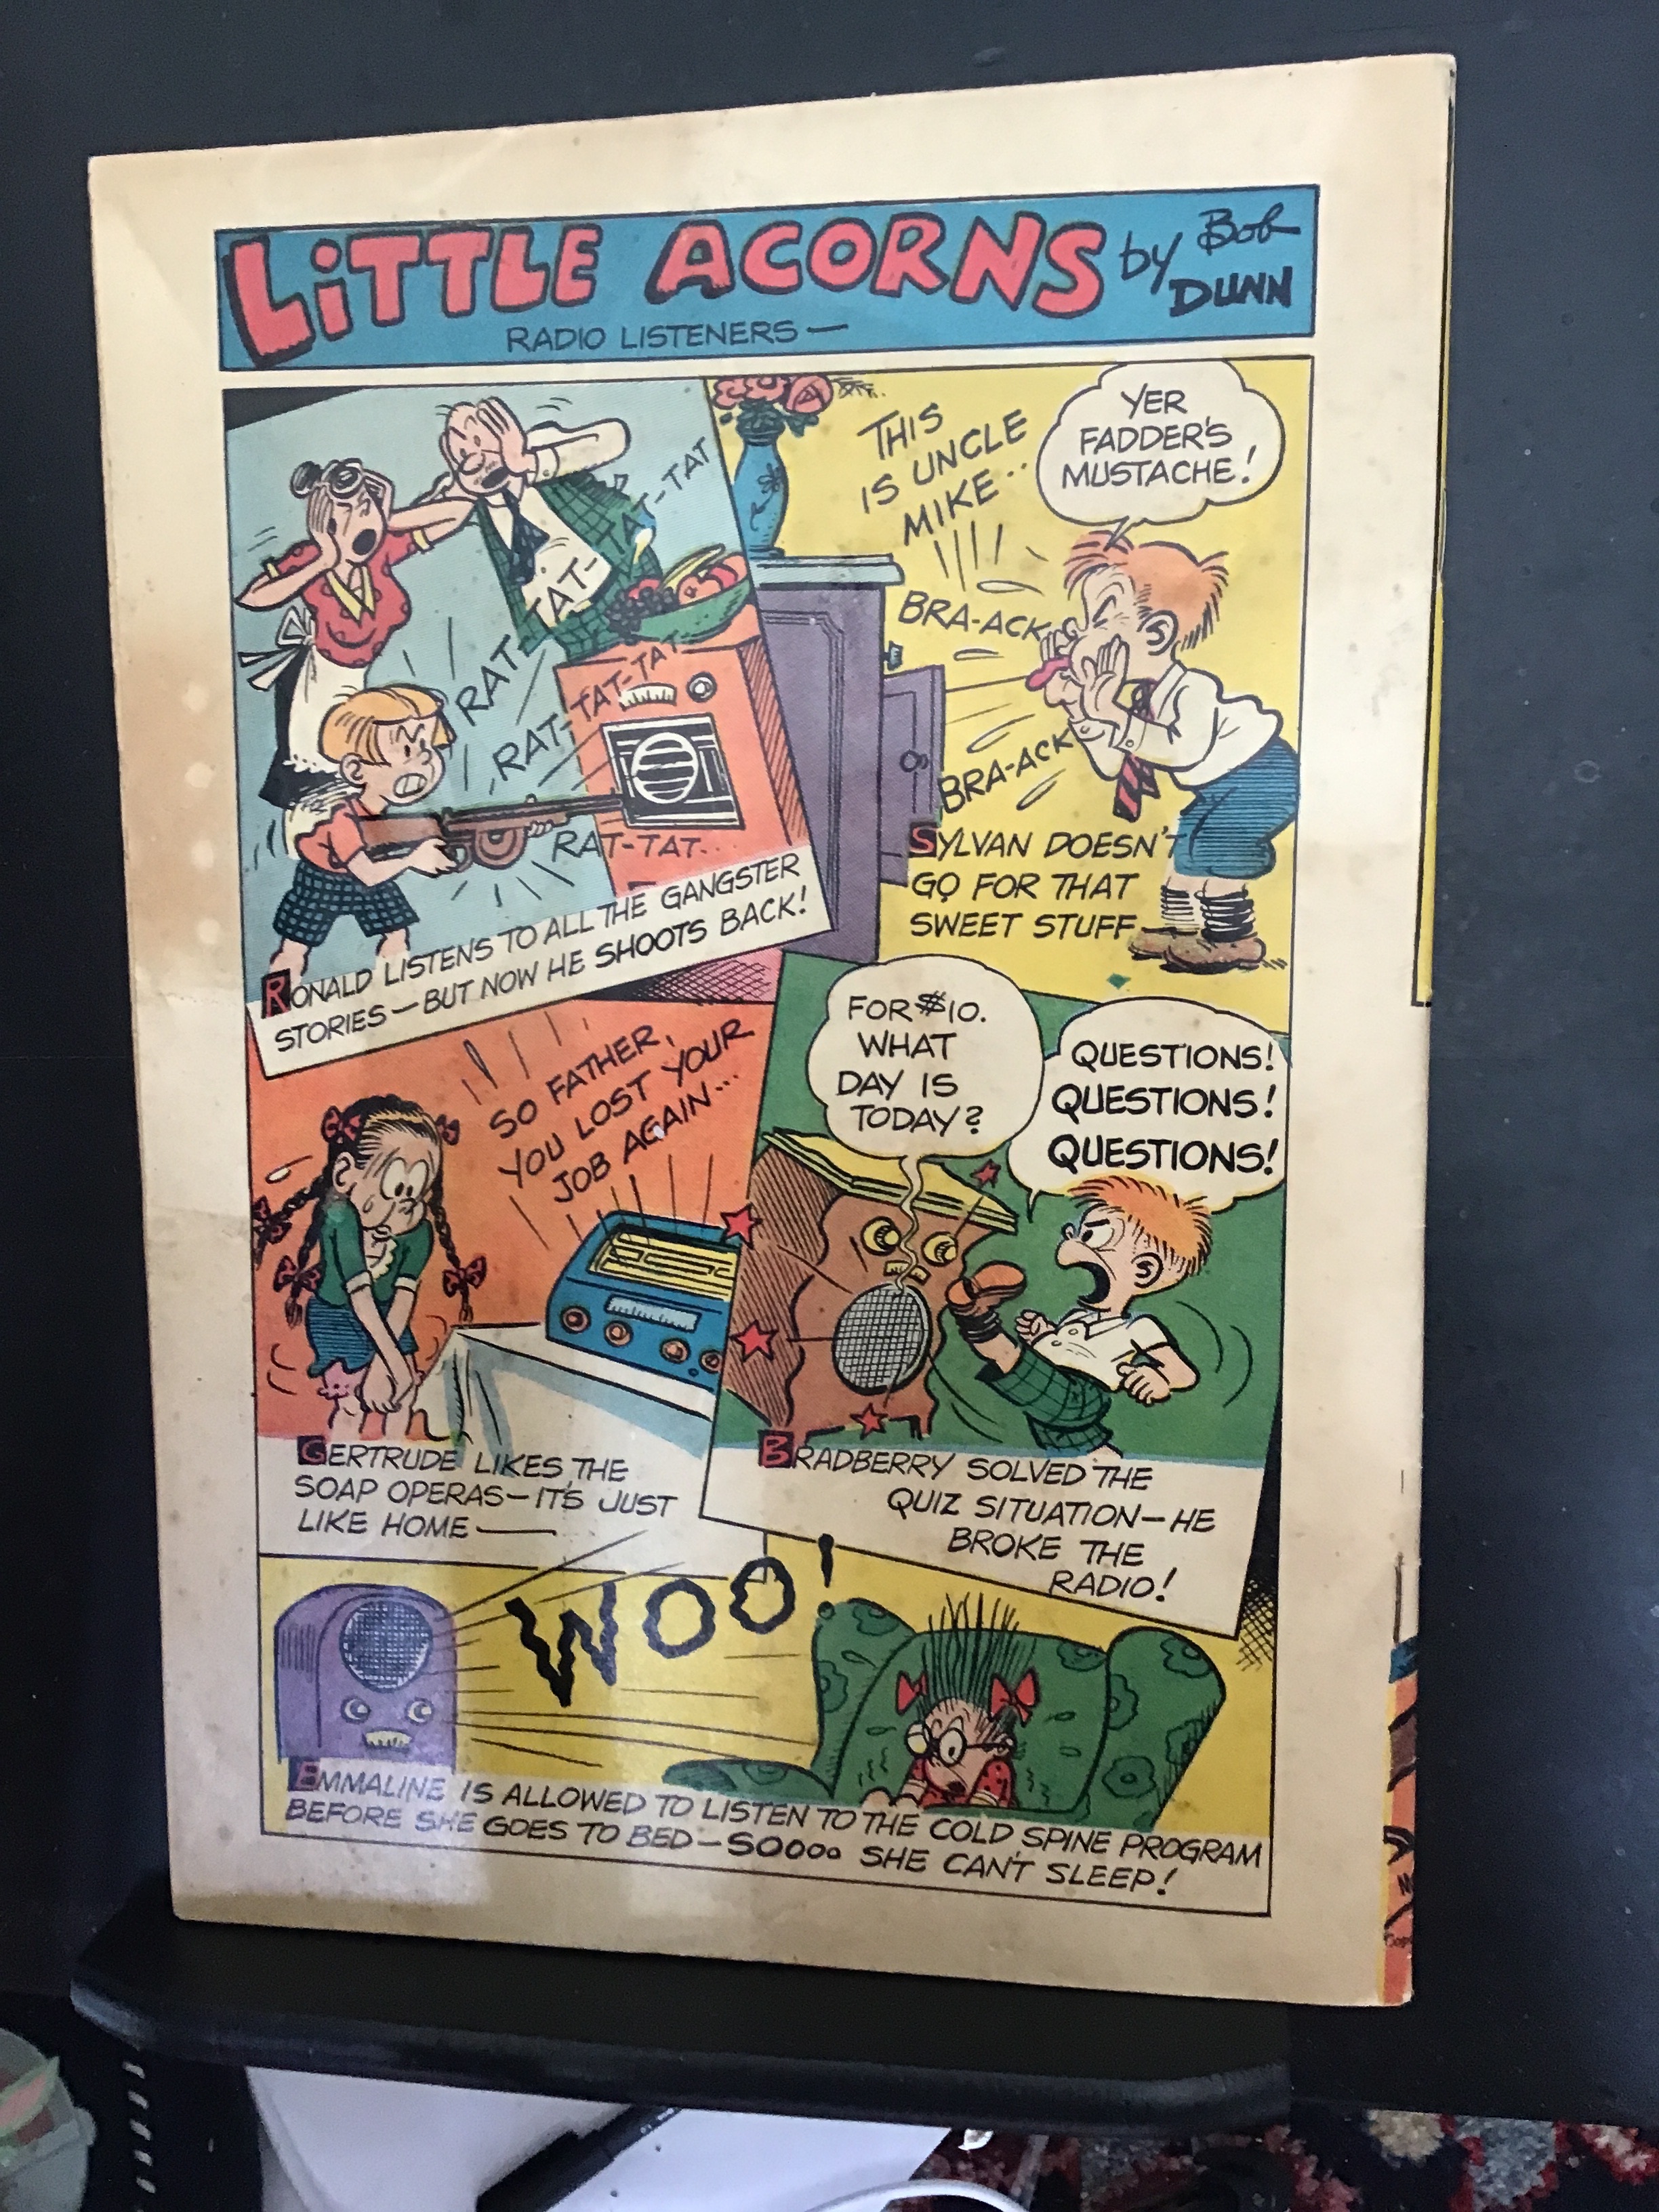 LiTTLE ACORNS by Bob DUNN
RADIO LISTENERS —
RAT-TAT-TAT-TAT-TAT
RAT-TAT-TAT-TAT
RAT-TAT..
RONALD LISTENS TO ALL THE GANGSTER
STORIES — BUT NOW HE SHOOTS BACK!
THIS
IS UNCLE
MIKE..
YER
FADDER'S
MUSTACHE!
BRA-ACK
BRA-ACK
SYLVAN DOESN'T
GO FOR THAT
SWEET STUFF
SO FATHER,
YOU LOST YOUR
JOB AGAIN...
GERTRUDE LIKES THE
SOAP OPERAS — IT'S JUST
LIKE HOME —
FOR $10.
WHAT
DAY IS
TODAY?
QUESTIONS!
QUESTIONS!
QUESTIONS!
BRADBERRY SOLVED THE
QUIZ SITUATION — HE
BROKE THE
RADIO!
WOO!
EMMALINE IS ALLOWED TO LISTEN TO THE COLD SPINE PROGRAM
BEFORE SHE GOES TO BED — SOOOO SHE CAN'T SLEEP!